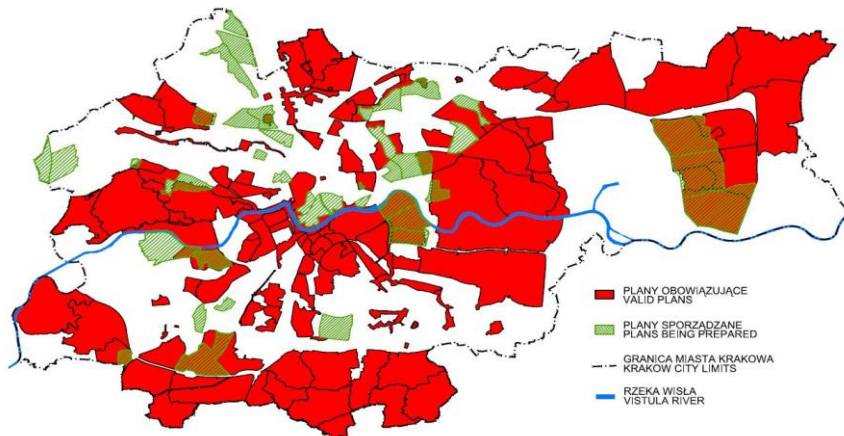 PLANY OBOWIĄZUJĄCE
VALID PLANS
PLANY SPORZĄDZANE
PLANS BEING PREPARED
GRANICA MIASTA KRAKOWA
KRAKOW CITY LIMITS
RZEKA WISŁA
VISTULA RIVER